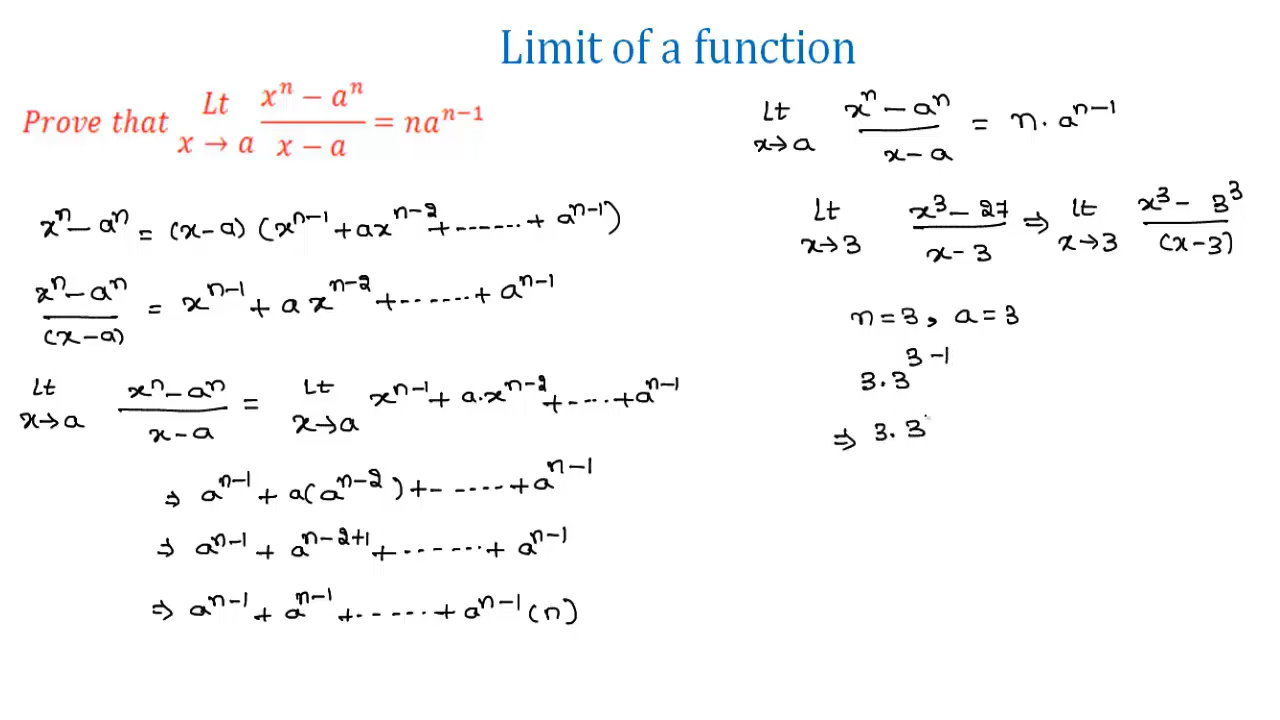 Limit of a function
Prove that Lt x → a (xⁿ − aⁿ)/(x − a) = naⁿ⁻¹
xⁿ − aⁿ = (x−a) (xⁿ⁻¹ + axⁿ⁻² + ....... + aⁿ⁻¹)
(xⁿ − aⁿ)/((x−a)) = xⁿ⁻¹ + a xⁿ⁻² + ....... + aⁿ⁻¹
Lt x→a (xⁿ − aⁿ)/(x−a) = Lt x→a xⁿ⁻¹ + a.xⁿ⁻² + ..... + aⁿ⁻¹
⇒ aⁿ⁻¹ + a(aⁿ⁻²) + ....... + aⁿ⁻¹
⇒ aⁿ⁻¹ + aⁿ⁻²⁺¹ + ....... + aⁿ⁻¹
⇒ aⁿ⁻¹ + aⁿ⁻¹ + ....... + aⁿ⁻¹ (n)
Lt x→a (xⁿ − aⁿ)/(x−a) = n. aⁿ⁻¹
Lt x→3 (x³ − 27)/(x−3) ⇒ Lt x→3 (x³ − 3³)/((x−3))
n=3, a=3
3.3³⁻¹
⇒ 3.3